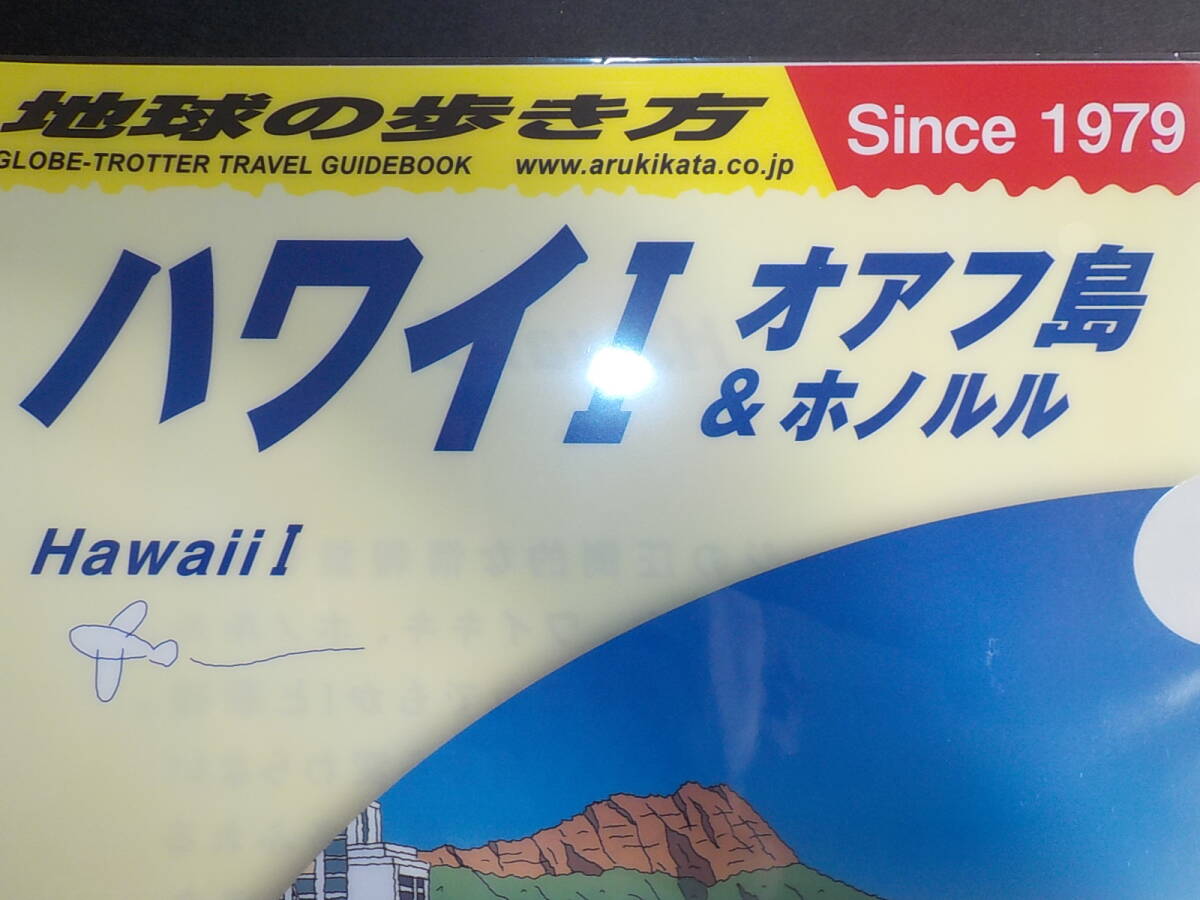 地球の歩き方
Since 1979
GLOBE-TROTTER TRAVEL GUIDEBOOK www.arukikata.co.jp
ハワイI オアフ島
&ホノルル
Hawaii I